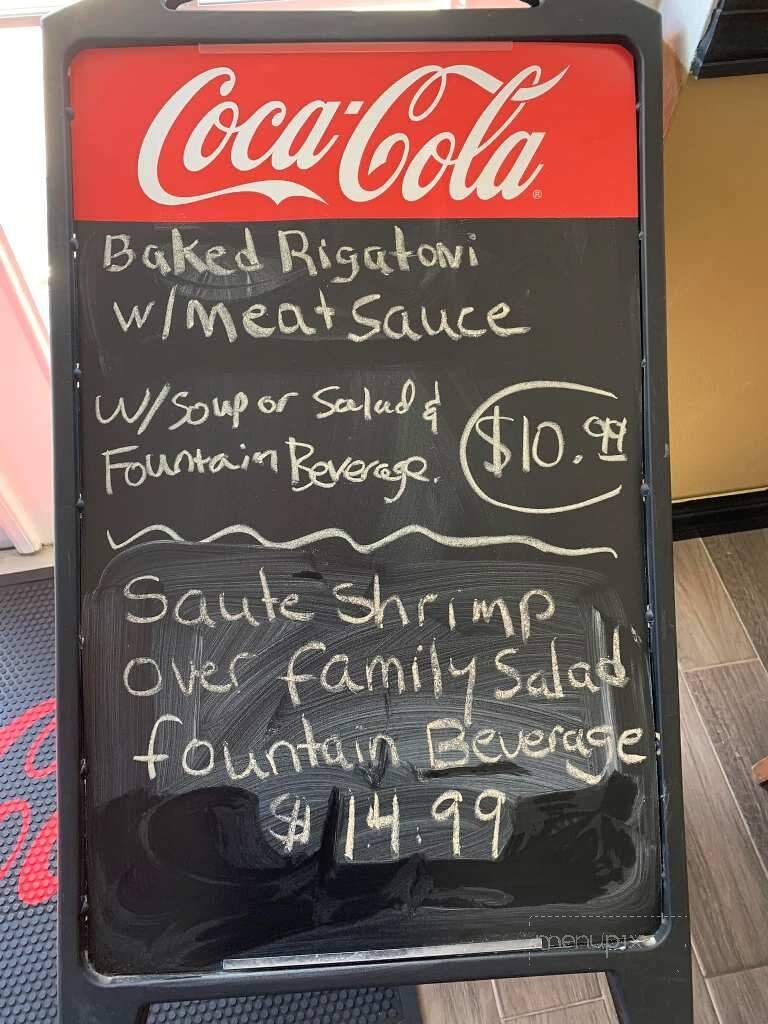 Coca-Cola
Baked Rigatoni
w/meat sauce
w/soup or Salad &
Fountain Beverage. $10.99
Saute shrimp
over family Salad
fountain Beverage
$14.99
menupix